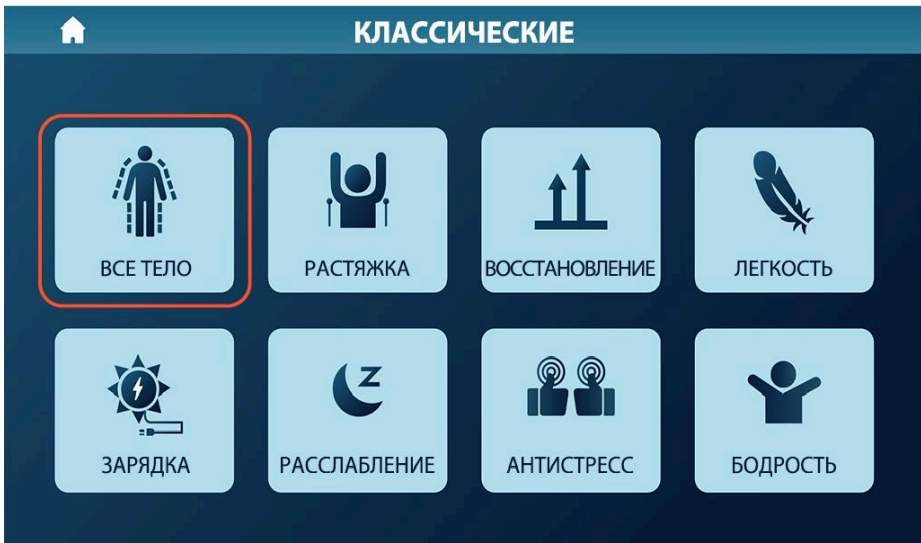 КЛАССИЧЕСКИЕ
ВСЕ ТЕЛО
РАСТЯЖКА
ВОССТАНОВЛЕНИЕ
ЛЕГКОСТЬ
ЗАРЯДКА
РАССЛАБЛЕНИЕ
АНТИСТРЕСС
БОДРОСТЬ